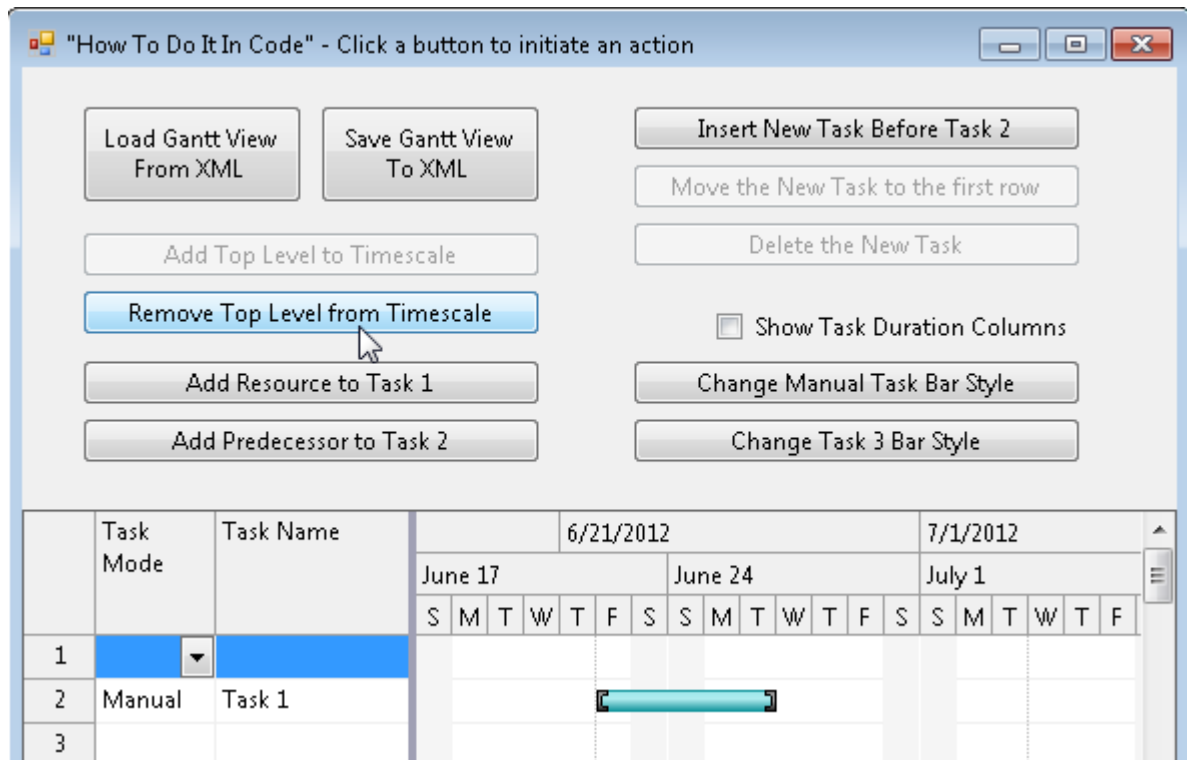 "How To Do It In Code" - Click a button to initiate an action
Load Gantt View
From XML
Save Gantt View
To XML
Add Top Level to Timescale
Remove Top Level from Timescale
Add Resource to Task 1
Add Predecessor to Task 2
Insert New Task Before Task 2
Move the New Task to the first row
Delete the New Task
Show Task Duration Columns
Change Manual Task Bar Style
Change Task 3 Bar Style
Task
Mode
Task Name
6/21/2012 7/1/2012
June 17 June 24 July 1
S M T W T F S S M T W T F S S M T W T F
1
2 Manual Task 1
3